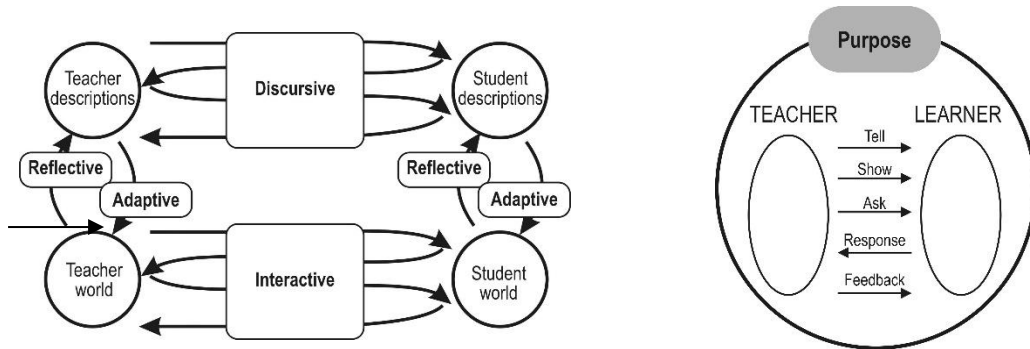 Teacher
descriptions
Discursive
Student
descriptions
Reflective
Adaptive
Reflective
Adaptive
Teacher
world
Interactive
Student
world
Purpose
TEACHER
LEARNER
Tell
Show
Ask
Response
Feedback